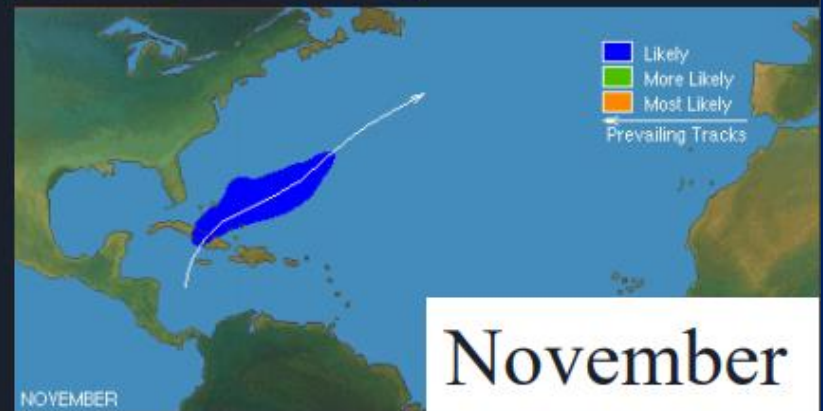 Likely
More Likely
Most Likely
Prevailing Tracks
November
NOVEMBER